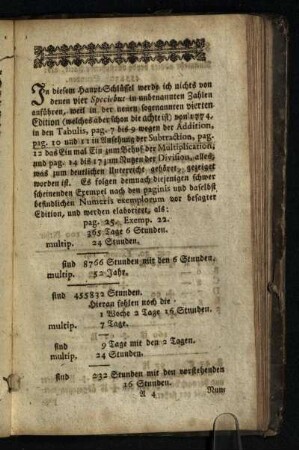 In diesem Haupt-Schlüssel werde ich nichts von
denen vier Speciebus in unbenannten Zahlen
anführen, weil in der neuen sogenannten vierten
Edition (welches aber schon die achte ist) von 1774.
in den Tabulis, pag. 7 bis 9 wegen der Addition,
pag. 10 und 11 in Ansehung der Subtraction, pag.
12 das Ein mal Ein zum Behuf der Multiplication,
und pag. 14 bis 17 zum Nutzen der Division, alles,
was zum deutlichen Unterricht gehöret, gezeiget
worden ist. Es folgen demnach diejenigen schwer
scheinenden Exempel nach den paginis und daselbst
befindlichen Numeris exemplorum vor besagter
Edition, und werden elaboriret, als:
pag. 25. Exemp. 22.
365 Tage 6 Stunden.
multip. 24 Stunden.
sind 8766 Stunden mit den 6 Stunden,
multip. 52 Jahr.
sind 455832 Stunden.
Hieran fehlen noch die
1 Woche 2 Tage 16 Stunden.
multip. 7 Tage.
sind 9 Tage mit den 2 Tagen.
multip. 24 Stunden.
sind 232 Stunden mit den vorstehenden
16 Stunden.
A 4 Num